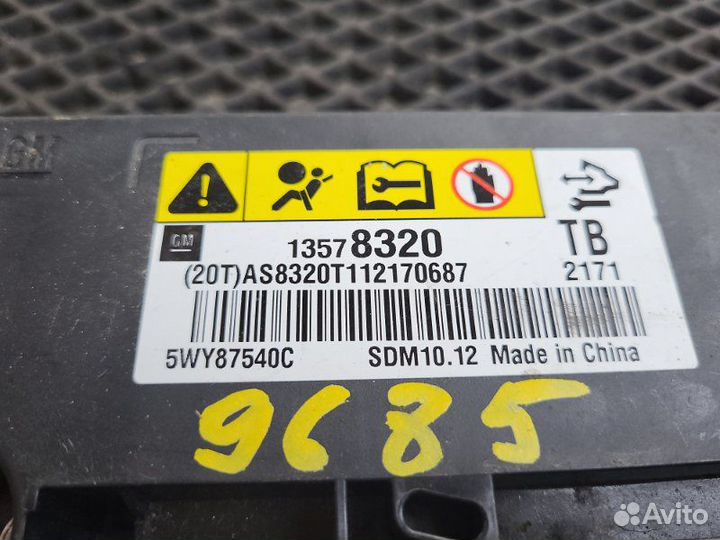 GM
GM
13578320
TB
(20T)AS8320T112170687
2171
5WY87540C SDM10.12 Made in China
9685
Avito